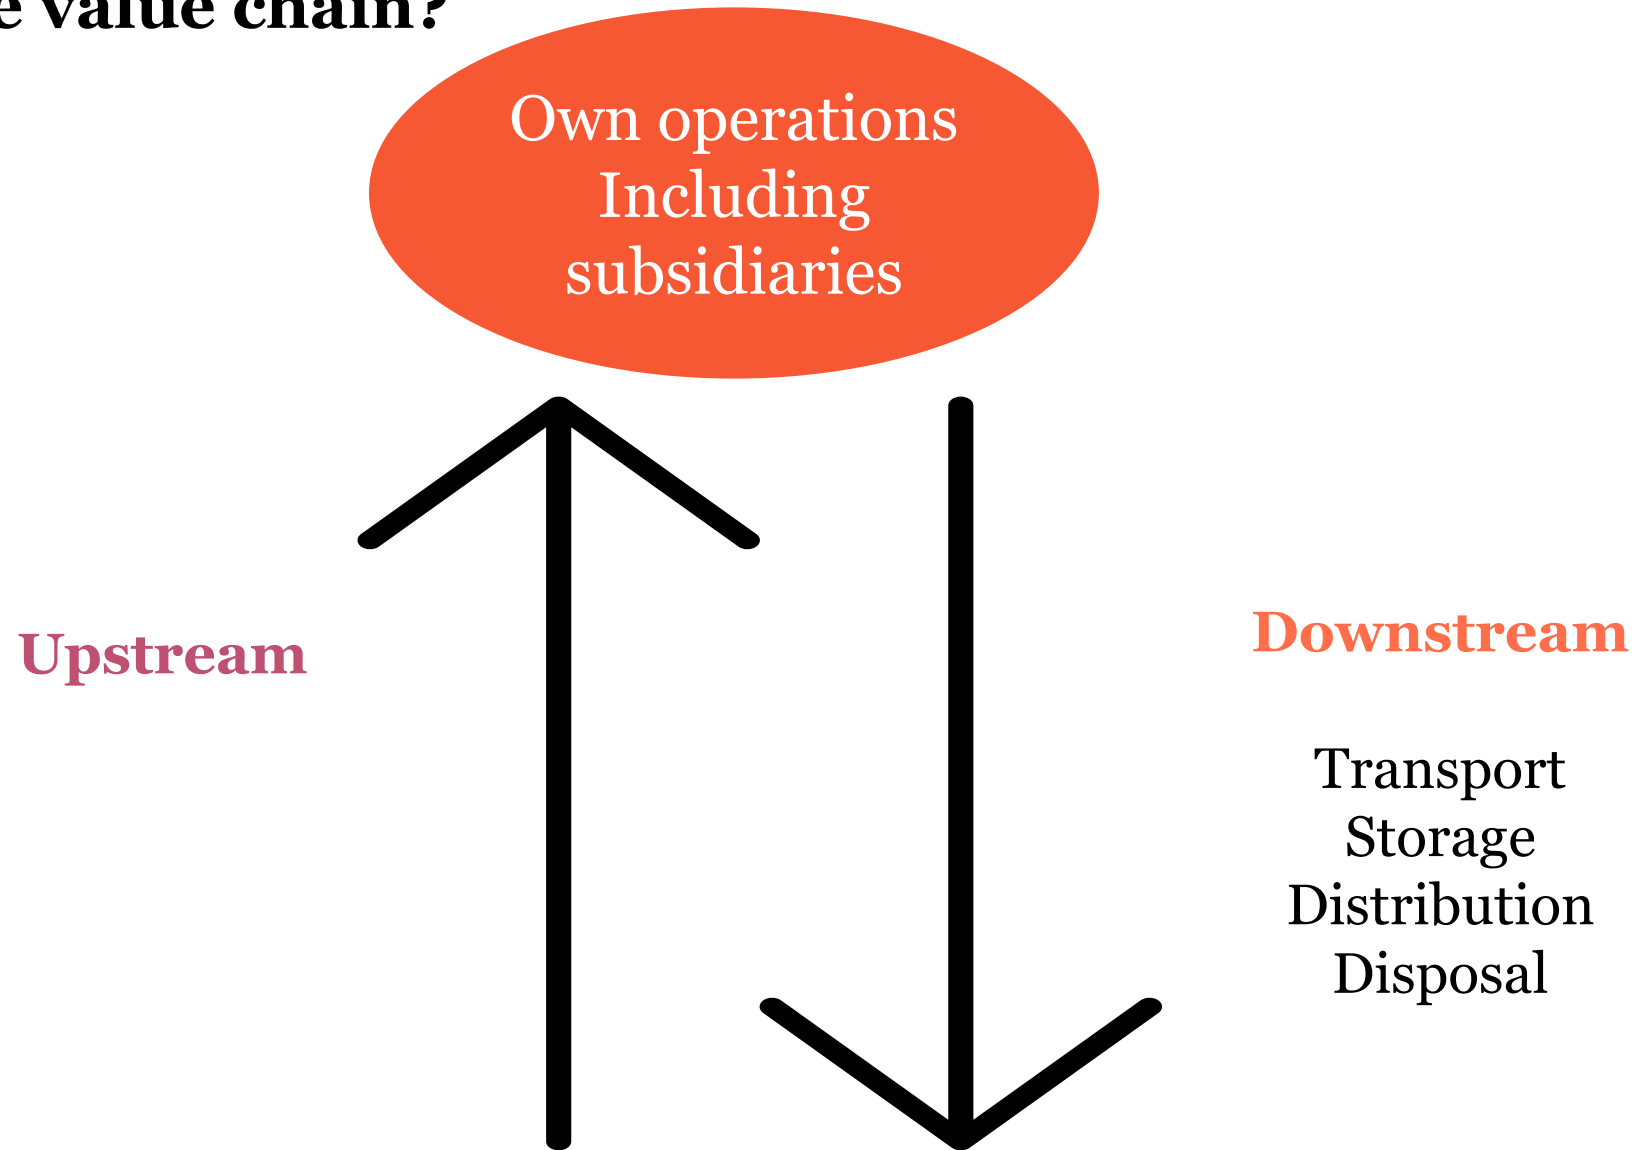 e value chain?
Own operations
Including
subsidiaries
Upstream
Downstream
Transport
Storage
Distribution
Disposal